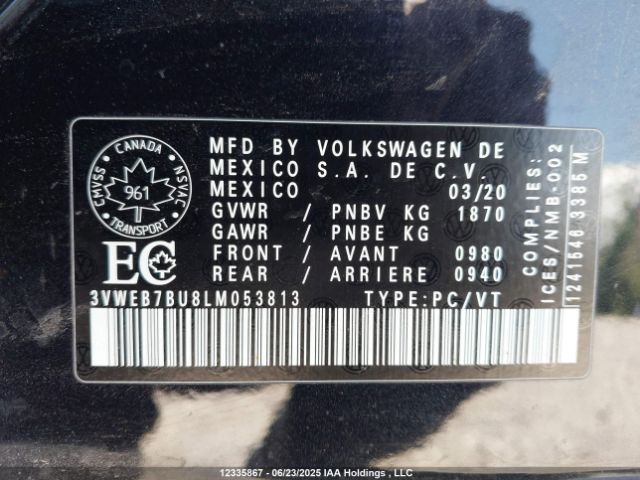 CANADA
CMVSS
NSVAC
961
TRANSPORT
EC
MFD BY VOLKSWAGEN DE
MEXICO S.A. DE C.V.
MEXICO 03/20
GVWR / PNBV KG 1870
GAWR / PNBE KG
FRONT / AVANT 0980
REAR / ARRIERE 0940
3VWEB7BU8LM053813 TYPE:PC/VT
COMPLIES:
ICES/NMB-002
1241546 3385 M
12335867 - 06/23/2025 IAA Holdings , LLC